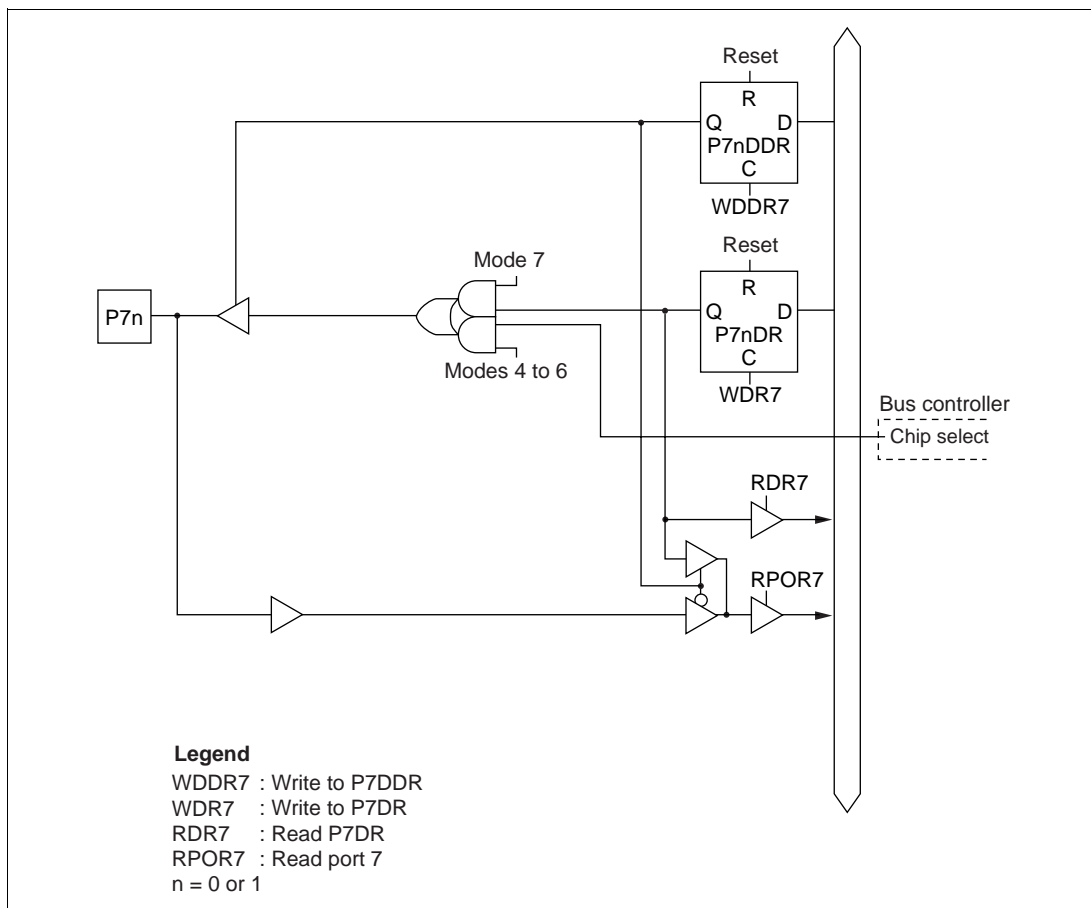 Reset
R
Q D
P7nDDR
C
WDDR7
Reset
Mode 7
R
P7n
Q D
P7nDR
C
Modes 4 to 6
WDR7
Bus controller
Chip select
RDR7
RPOR7
Legend
WDDR7 : Write to P7DDR
WDR7 : Write to P7DR
RDR7 : Read P7DR
RPOR7 : Read port 7
n = 0 or 1